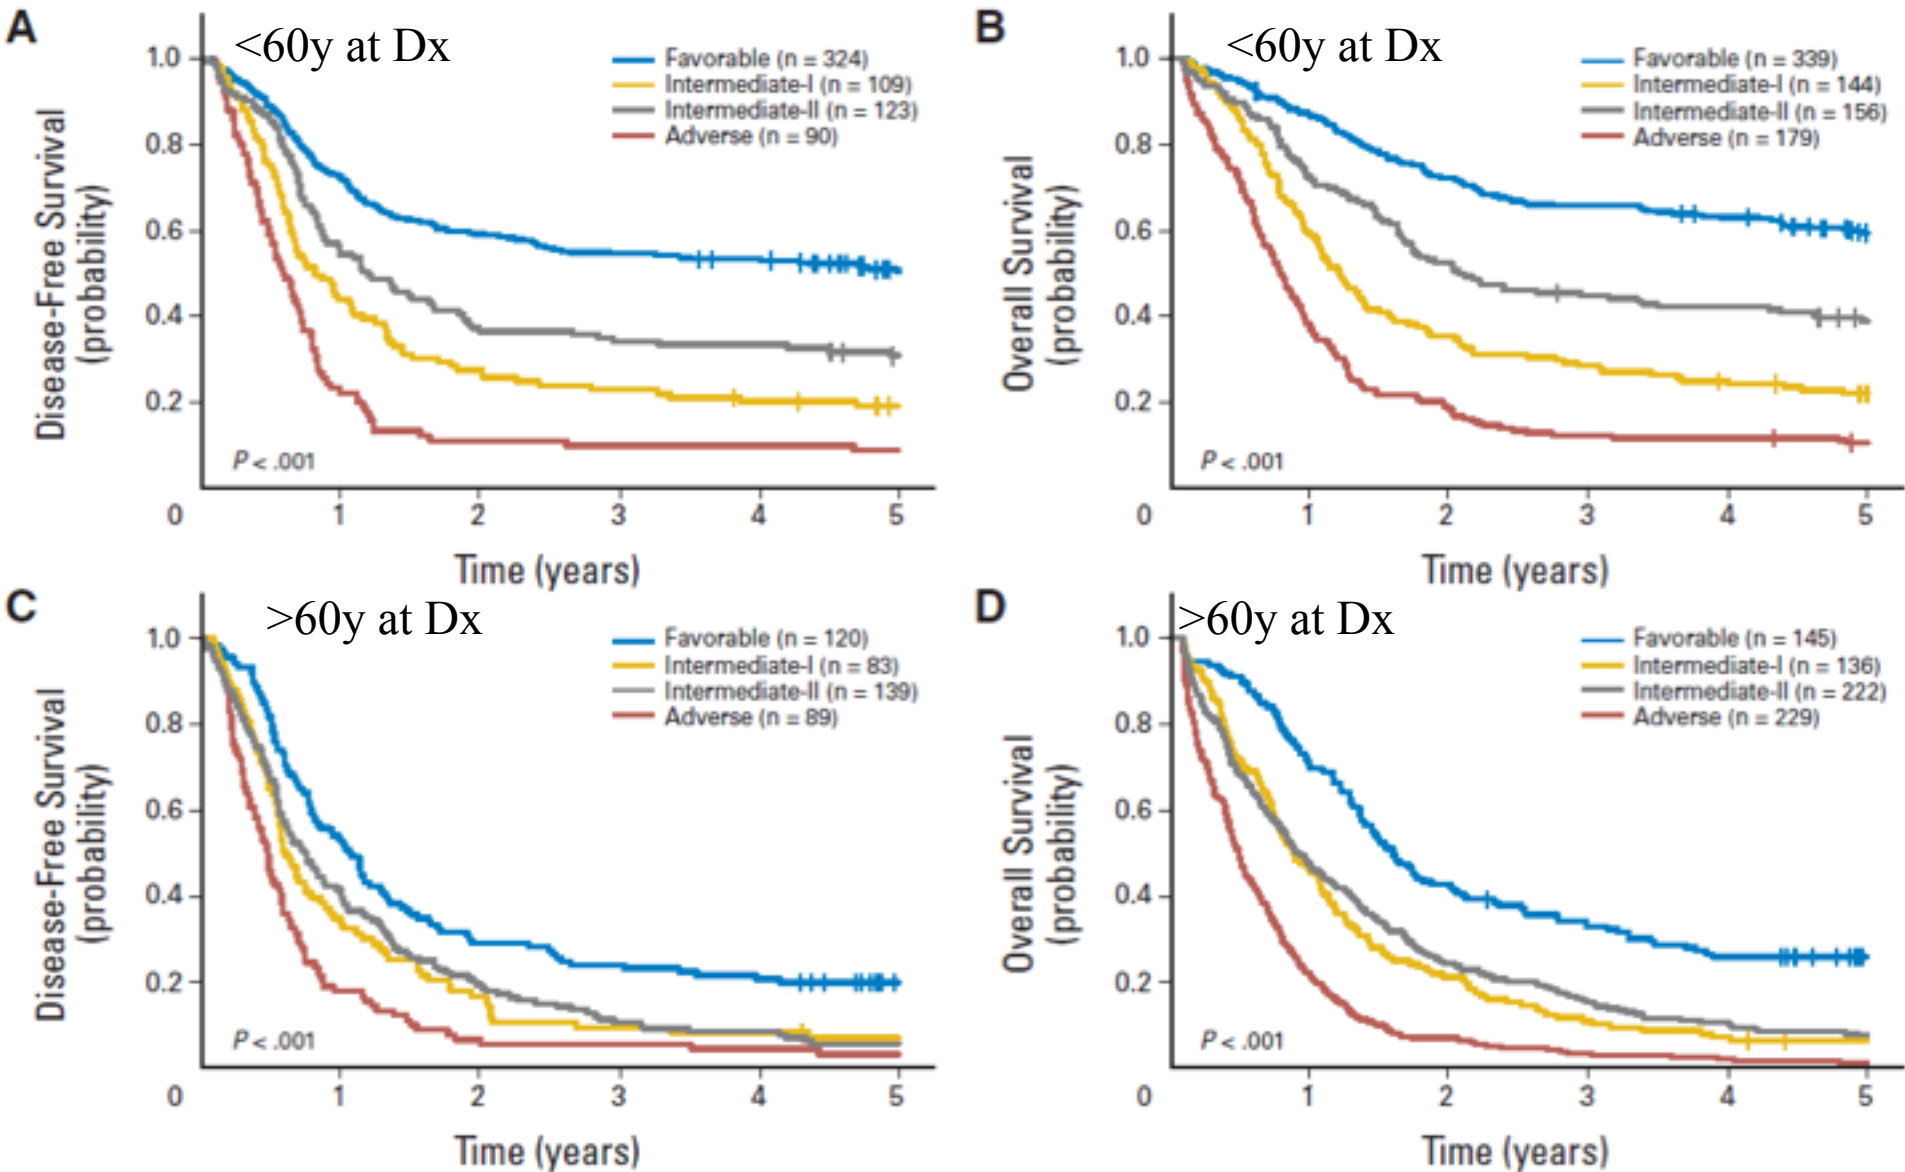 A
<60y at Dx
Favorable (n = 324)
Intermediate-I (n = 109)
Intermediate-II (n = 123)
Adverse (n = 90)
Disease-Free Survival
(probability)
1.0
0.8
0.6
0.4
0.2
P < .001
0 1 2 3 4 5
Time (years)
B
<60y at Dx
Favorable (n = 339)
Intermediate-I (n = 144)
Intermediate-II (n = 156)
Adverse (n = 179)
Overall Survival
(probability)
1.0
0.8
0.6
0.4
0.2
P < .001
0 1 2 3 4 5
Time (years)
C
>60y at Dx
Favorable (n = 120)
Intermediate-I (n = 83)
Intermediate-II (n = 139)
Adverse (n = 89)
Disease-Free Survival
(probability)
1.0
0.8
0.6
0.4
0.2
P < .001
0 1 2 3 4 5
Time (years)
D
>60y at Dx
Favorable (n = 145)
Intermediate-I (n = 136)
Intermediate-II (n = 222)
Adverse (n = 229)
Overall Survival
(probability)
1.0
0.8
0.6
0.4
0.2
P < .001
0 1 2 3 4 5
Time (years)